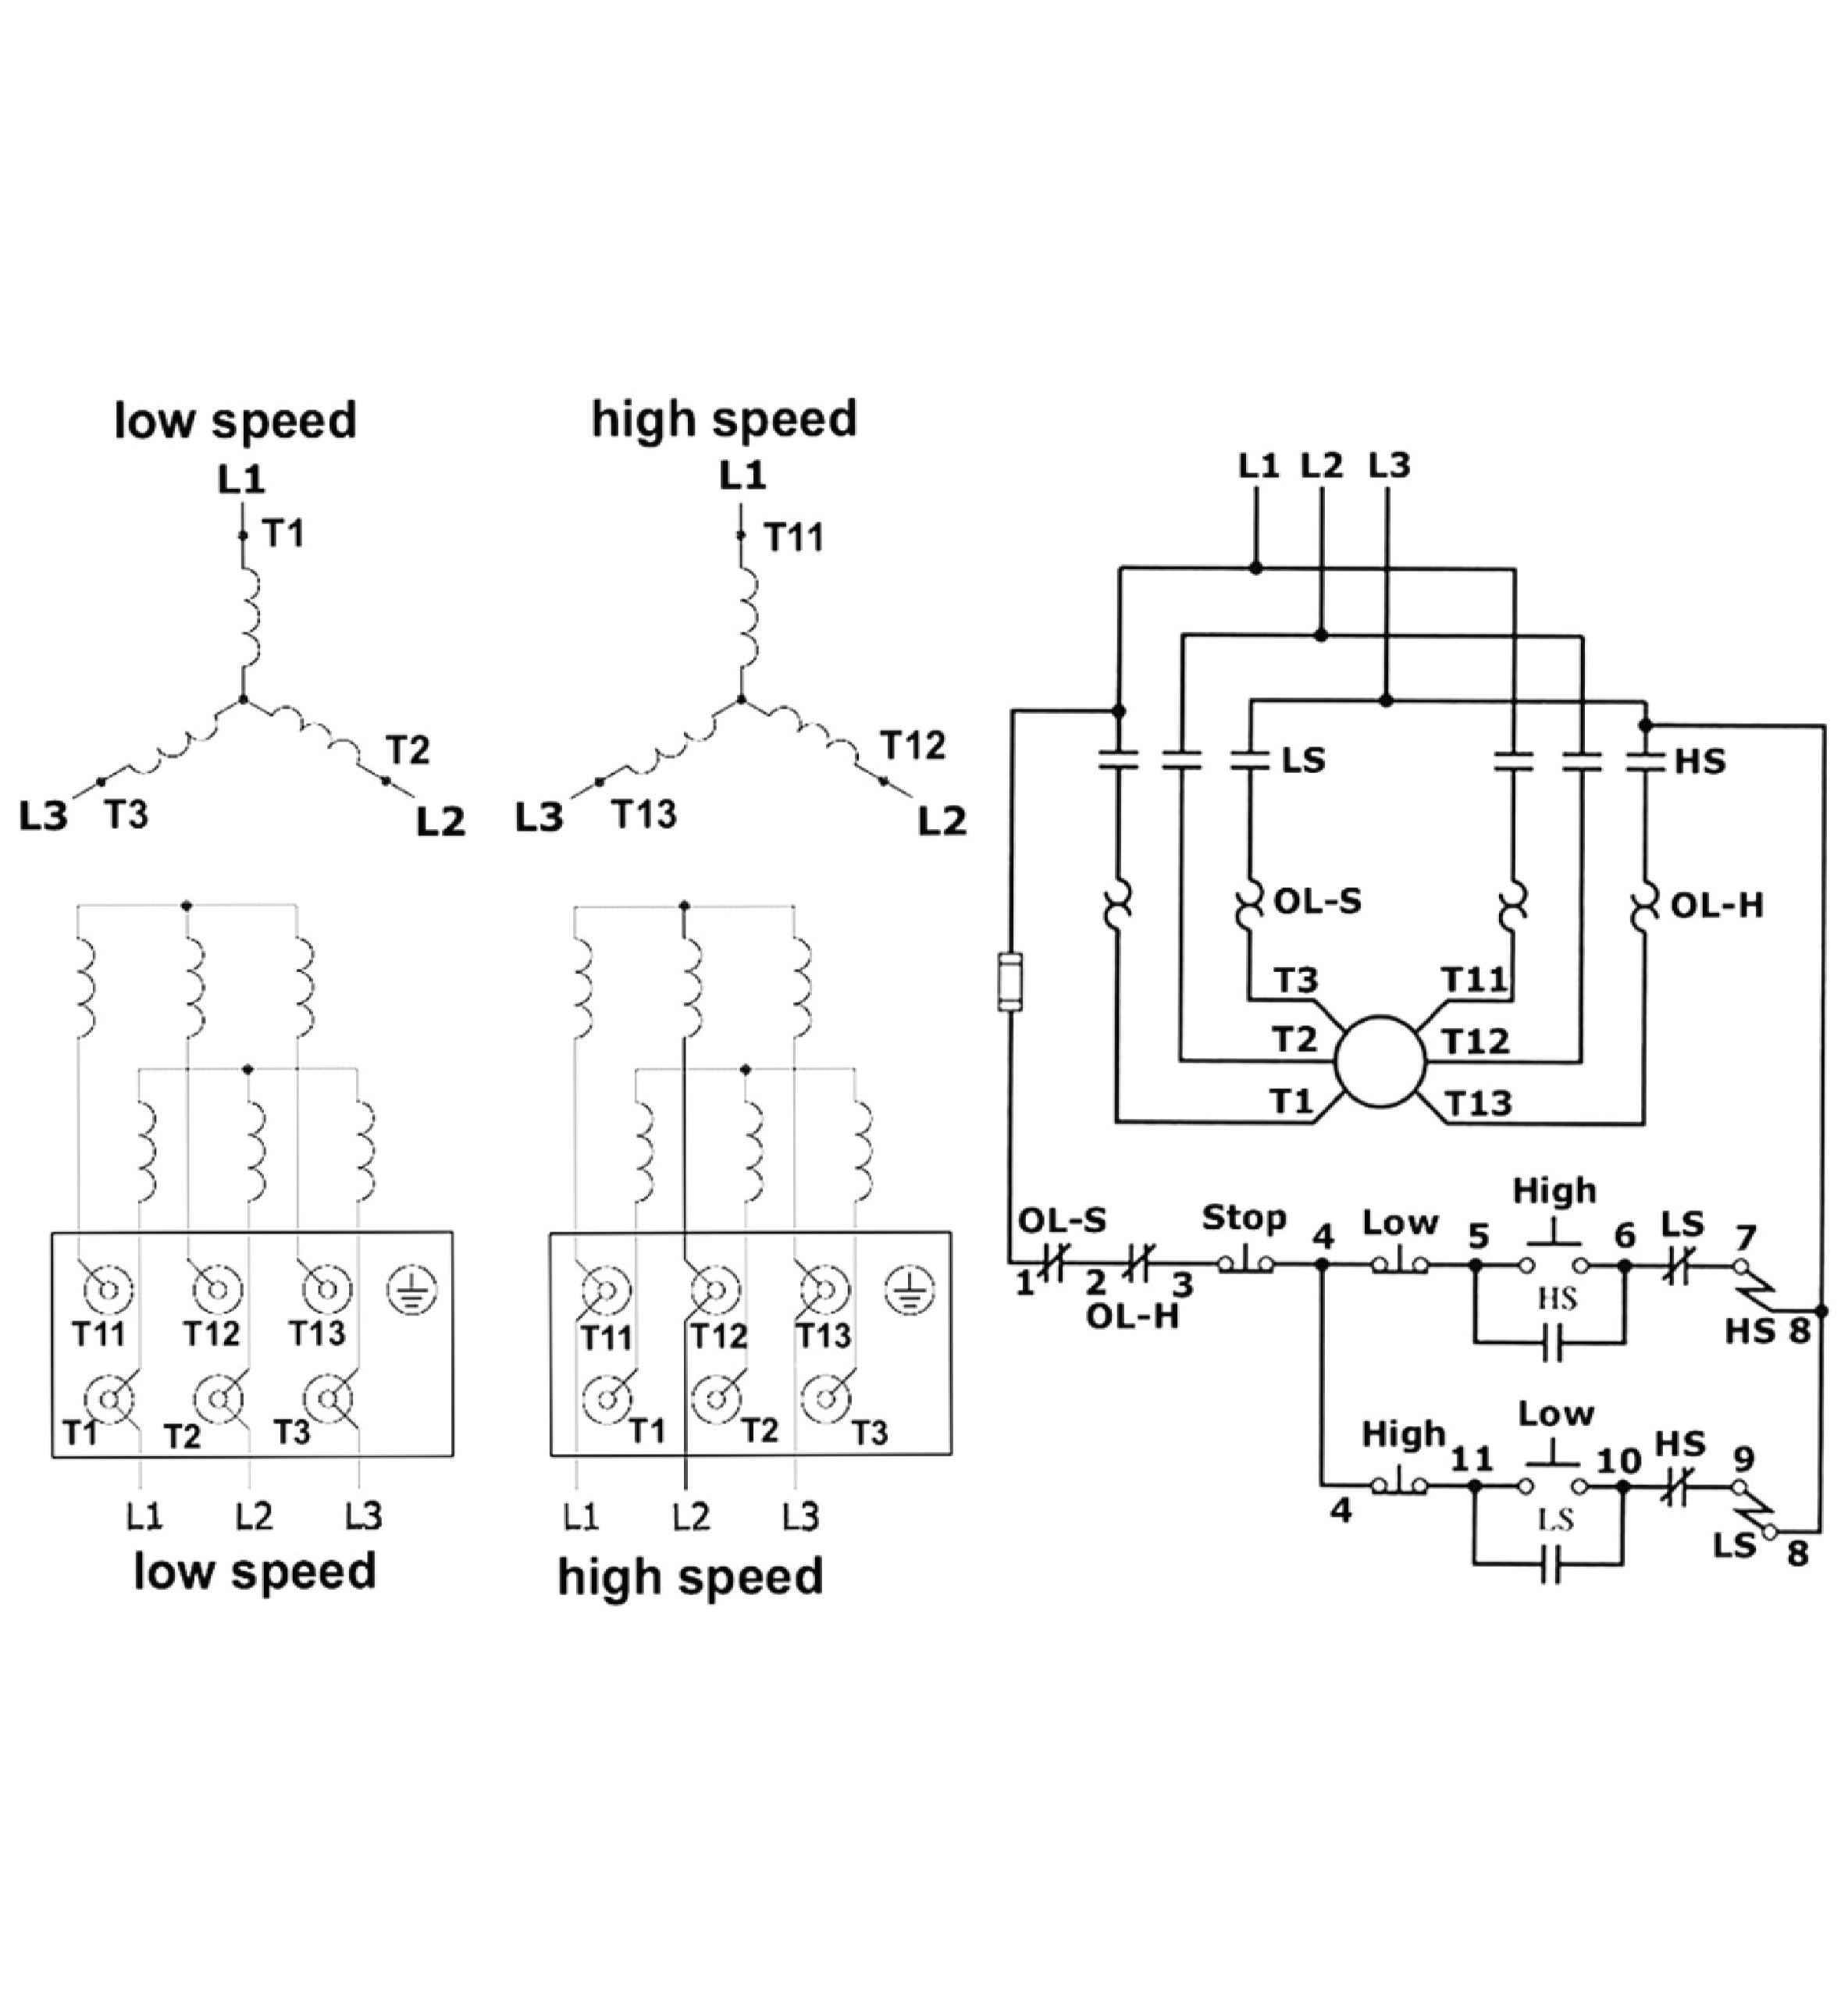 low speed
L1
T1
T2
L3 T3
L2
high speed
L1
T11
T12
L3 T13
L2
T11 T12 T13
T1 T2 T3
L1 L2 L3
low speed
T11 T12 T13
T1 T2 T3
L1 L2 L3
high speed
L1 L2 L3
LS HS
OL-S OL-H
T3 T11
T2 T12
T1 T13
High
OL-S Stop 4 Low 5 6 LS 7
1 2 3 HS
OL-H HS 8
Low
High 11 10 HS 9
4 LS
LS 8